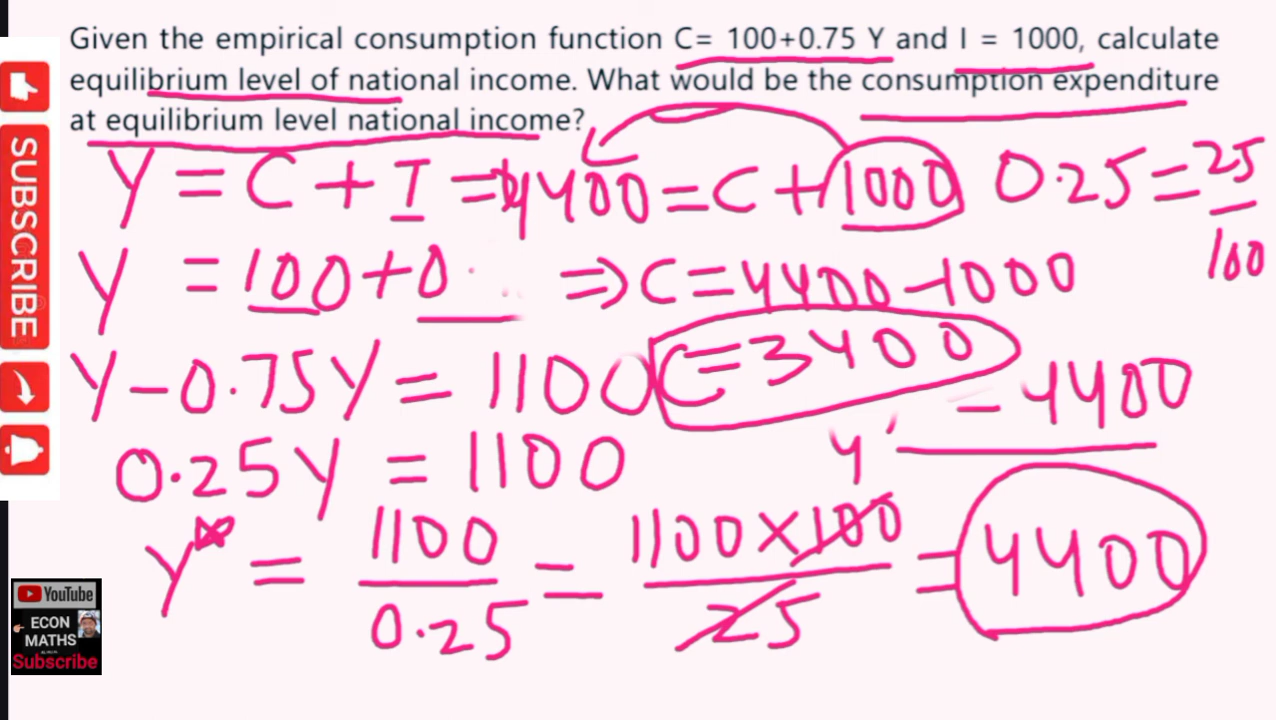 Given the empirical consumption function C= 100+0.75 Y and I = 1000, calculate
equilibrium level of national income. What would be the consumption expenditure
at equilibrium level national income?
SUBSCRIBE
Y = C + I = 4400 = C + 1000 0.25 = 25/100
Y = 100 + 0. ⇒ C = 4400 - 1000
Y - 0.75Y = 1100 C = 3400
= 4400
0.25Y = 1100 Y
Y* = 1100/0.25 = 1100 × 100/25 = 4400
YouTube
ECON
MATHS
Subscribe